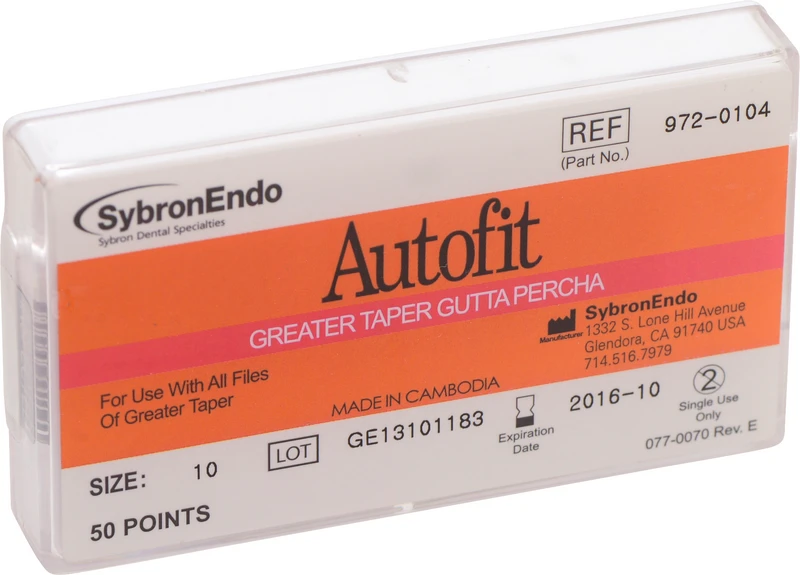 SybronEndo
Sybron Dental Specialties
REF 972-0104
(Part No.)
Autofit
GREATER TAPER GUTTA PERCHA
SybronEndo
Manufacturer 1332 S. Lone Hill Avenue
Glendora, CA 91740 USA
714.516.7979
For Use With All Files
Of Greater Taper
MADE IN CAMBODIA
SIZE: 10
LOT GE13101183
Expiration
Date
2016-10
2
Single Use
Only
50 POINTS
077-0070 Rev. E